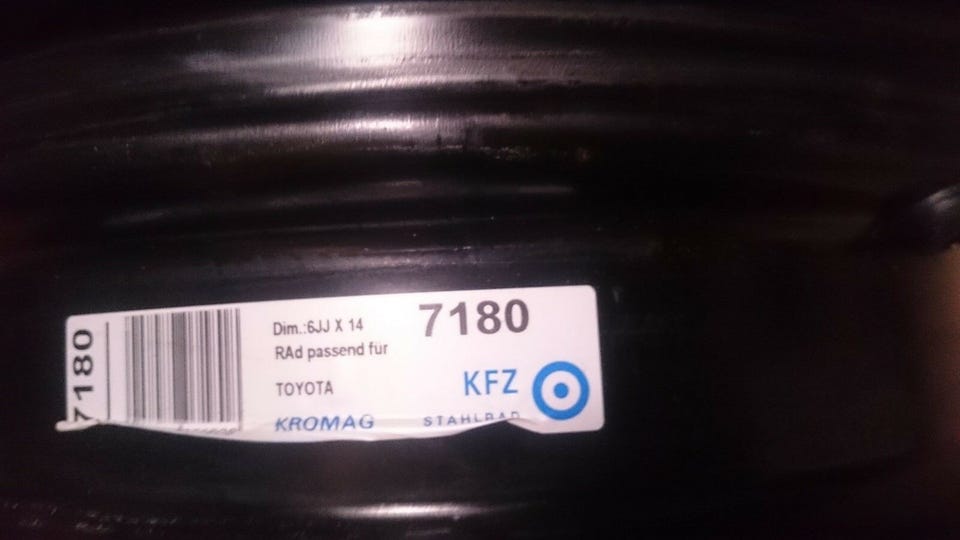 7180
Dim.:6JJ X 14
7180
RAd passend für
TOYOTA
KFZ
KROMAG
STAHLRAD